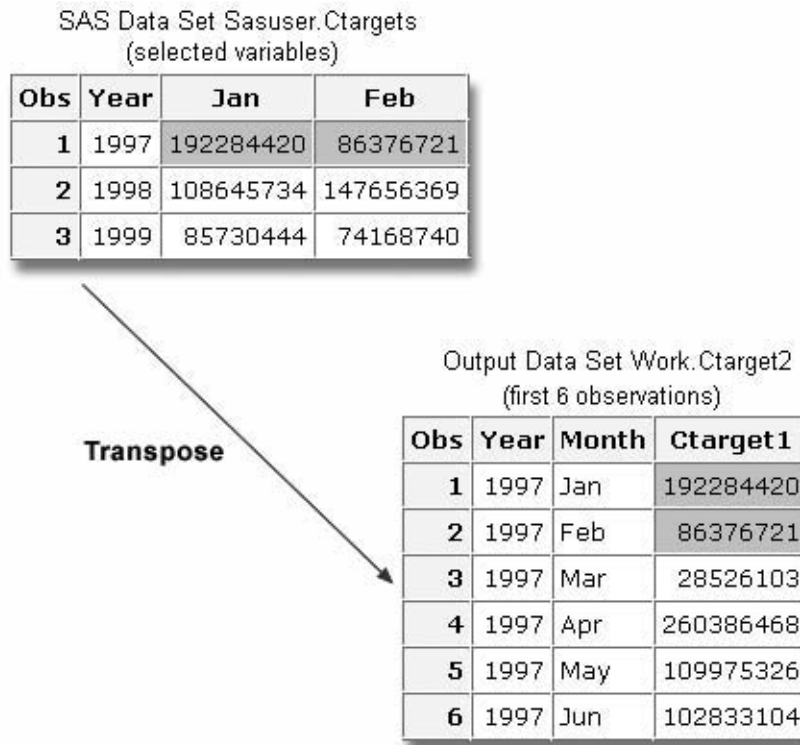 SAS Data Set Sasuser.Ctargets
(selected variables)
Obs Year Jan Feb
1 1997 192284420 86376721
2 1998 108645734 147656369
3 1999 85730444 74168740
Transpose
Output Data Set Work.Ctarget2
(first 6 observations)
Obs Year Month Ctarget1
1 1997 Jan 192284420
2 1997 Feb 86376721
3 1997 Mar 28526103
4 1997 Apr 260386468
5 1997 May 109975326
6 1997 Jun 102833104